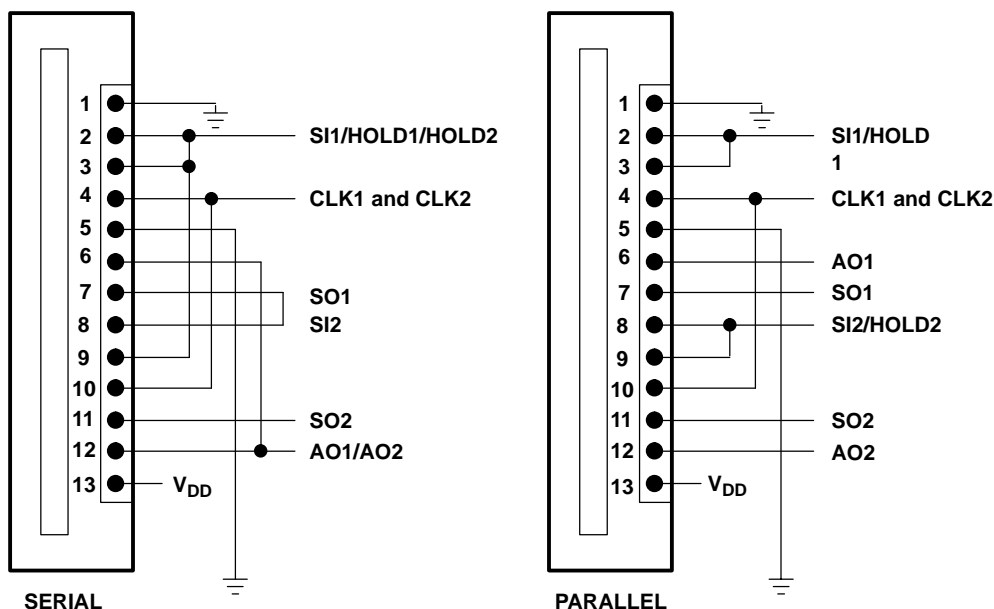 1
2 SI1/HOLD1/HOLD2
3
4 CLK1 and CLK2
5
6
7 SO1
8 SI2
9
10
11 SO2
12 AO1/AO2
13 VDD
SERIAL
1
2 SI1/HOLD
3 1
4 CLK1 and CLK2
5
6 AO1
7 SO1
8 SI2/HOLD2
9
10
11 SO2
12 AO2
13 VDD
PARALLEL